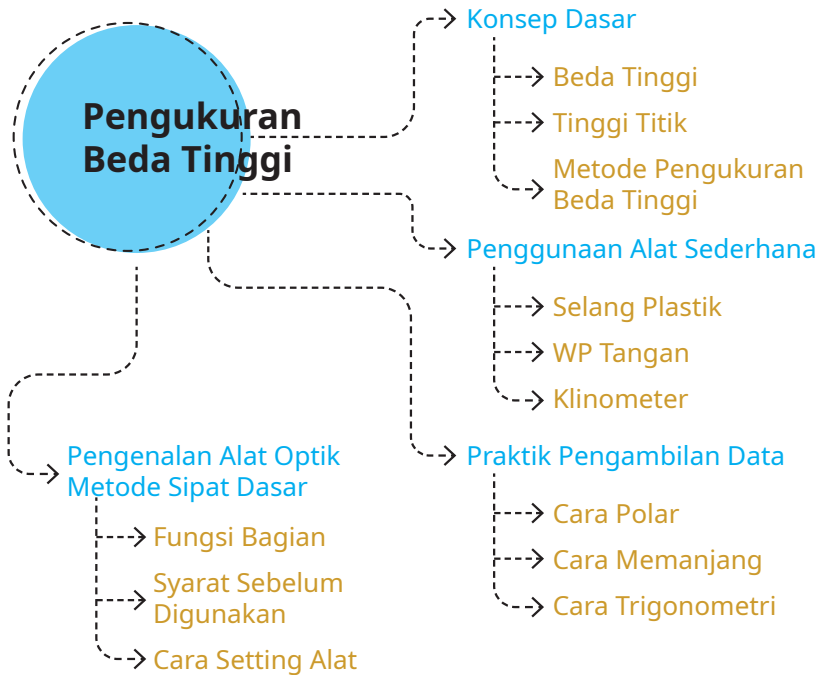 Pengukuran
Beda Tinggi
Konsep Dasar
Beda Tinggi
Tinggi Titik
Metode Pengukuran
Beda Tinggi
Penggunaan Alat Sederhana
Selang Plastik
WP Tangan
Klinometer
Praktik Pengambilan Data
Cara Polar
Cara Memanjang
Cara Trigonometri
Pengenalan Alat Optik
Metode Sipat Dasar
Fungsi Bagian
Syarat Sebelum
Digunakan
Cara Setting Alat